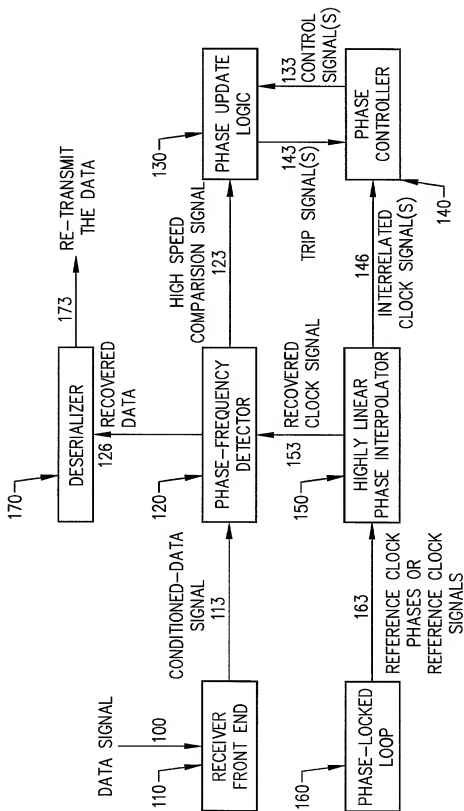 DATA SIGNAL
100
110
RECEIVER
FRONT END
CONDITIONED-DATA
SIGNAL
113
170
DESERIALIZER
173
RE-TRANSMIT
THE DATA
126
RECOVERED
DATA
120
PHASE-FREQUENCY
DETECTOR
HIGH SPEED
COMPARISION SIGNAL
123
130
PHASE UPDATE
LOGIC
153
RECOVERED
CLOCK SIGNAL
TRIP SIGNAL(S)
143
133
CONTROL
SIGNAL(S)
160
PHASE-LOCKED
LOOP
163
REFERENCE CLOCK
PHASES OR
REFERENCE CLOCK
SIGNALS
150
HIGHLY LINEAR
PHASE INTERPOLATOR
146
INTERRELATED
CLOCK SIGNAL(S)
PHASE
CONTROLLER
140